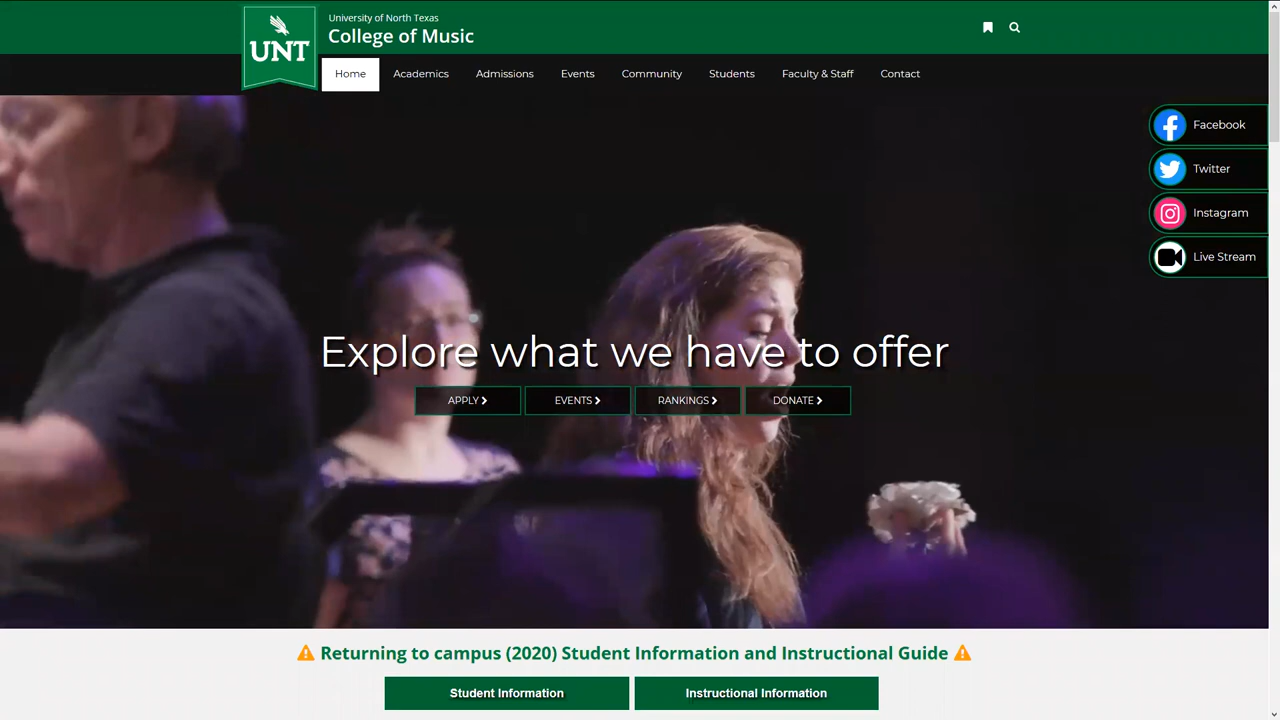 University of North Texas
College of Music
UNT
Home Academics Admissions Events Community Students Faculty & Staff Contact
Facebook
Twitter
Instagram
Live Stream
Explore what we have to offer
APPLY EVENTS RANKINGS DONATE
Returning to campus (2020) Student Information and Instructional Guide
Student Information Instructional Information